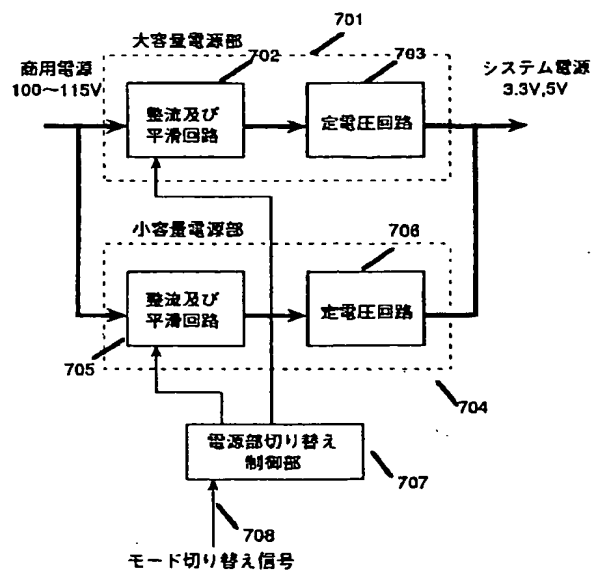 701
大容量電源部
702
703
商用電源
100～115V
システム電源
3.3V,5V
整流及び
平滑回路
定電圧回路
小容量電源部
706
整流及び
平滑回路
定電圧回路
705
704
電源部切り替え
制御部
707
708
モード切り替え信号